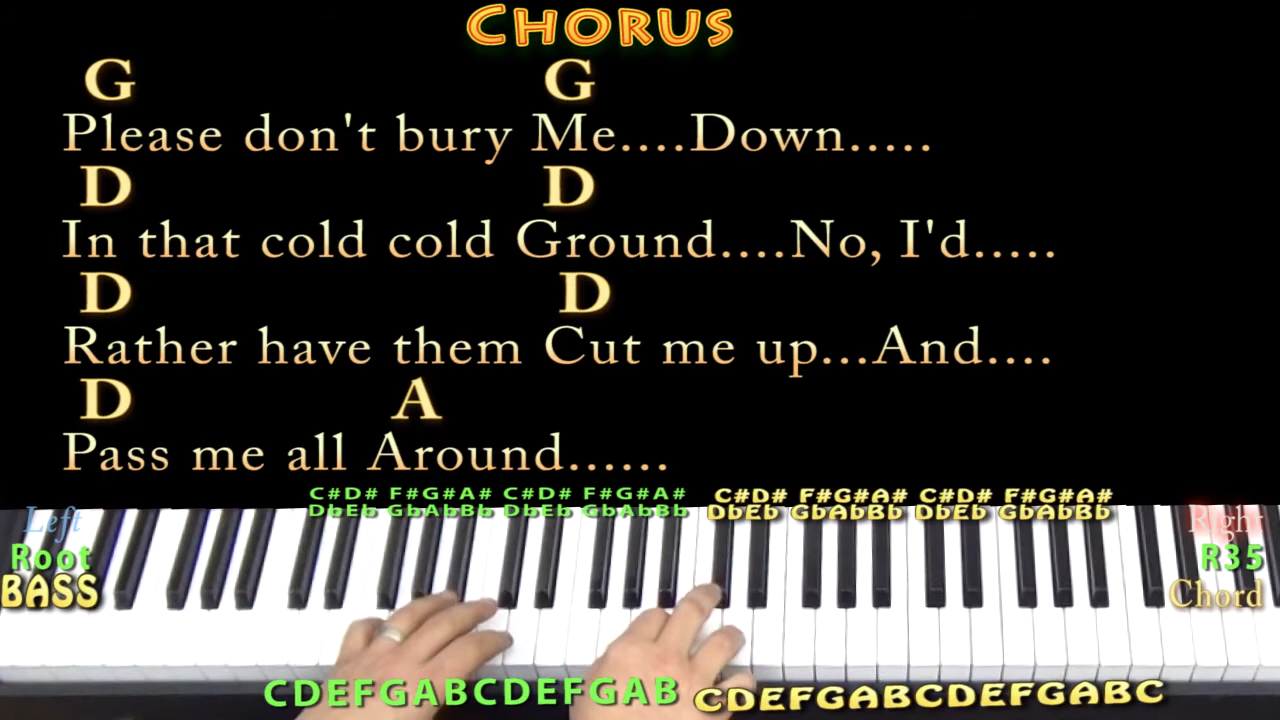 CHORUS
G G
Please don't bury Me....Down.....
D D
In that cold cold Ground....No, I'd.....
D D
Rather have them Cut me up...And....
D A
Pass me all Around......
C#D# F#G#A# C#D# F#G#A# C#D# F#G#A# C#D# F#G#A#
DbEb GbAbBb DbEb GbAbBb DbEb GbAbBb DbEb GbAbBb
Left Right
Root R35
BASS Chord
CDEFGABCDEFGAB CDEFGABCDEFGABC